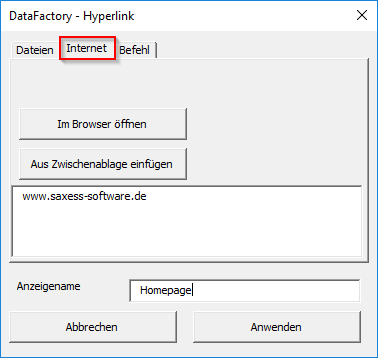 DataFactory - Hyperlink
Dateien Internet Befehl
Im Browser öffnen
Aus Zwischenablage einfügen
www.saxess-software.de
Anzeigename Homepage
Abbrechen Anwenden